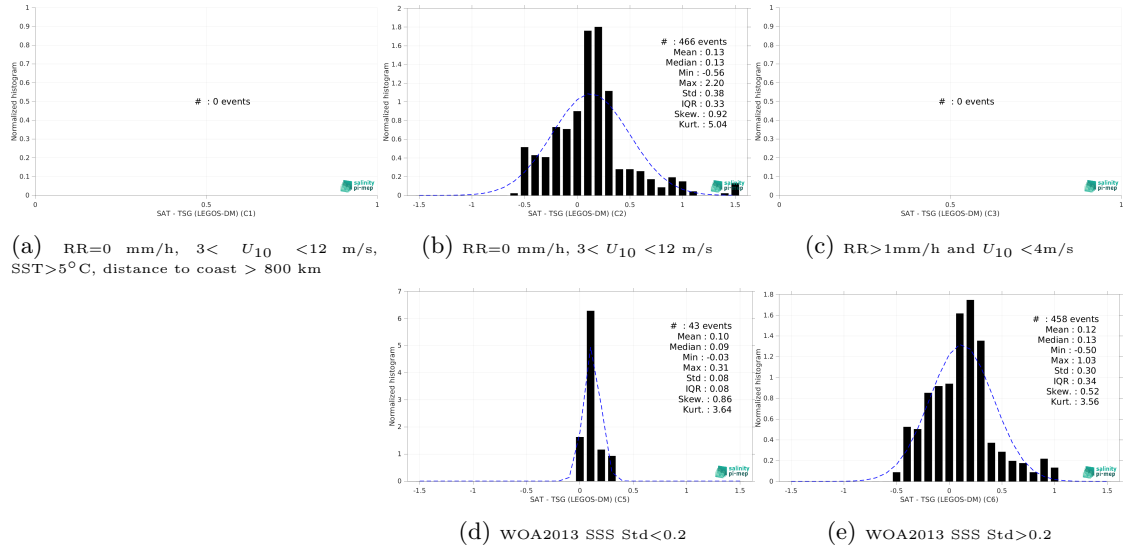 1
0.9
0.8
0.7
0.6
0.5
0.4
0.3
0.2
0.1
0
0
0.5
1
Normalized histogram
# : 0 events
salinity
pi-mep
SAT - TSG (LEGOS-DM) (C1)
(a) RR=0 mm/h, 3< U10 <12 m/s,
SST>5°C, distance to coast > 800 km
2
1.8
1.6
1.4
1.2
1
0.8
0.6
0.4
0.2
0
-1.5
-1
-0.5
0
0.5
1
1.5
Normalized histogram
# : 466 events
Mean : 0.13
Median : 0.13
Min : -0.56
Max : 2.20
Std : 0.38
IQR : 0.33
Skew. : 0.92
Kurt. : 5.04
salinity
pi-mep
SAT - TSG (LEGOS-DM) (C2)
(b) RR=0 mm/h, 3< U10 <12 m/s
1
0.9
0.8
0.7
0.6
0.5
0.4
0.3
0.2
0.1
0
0
0.5
1
Normalized histogram
# : 0 events
salinity
pi-mep
SAT - TSG (LEGOS-DM) (C3)
(c) RR>1mm/h and U10 <4m/s
7
6
5
4
3
2
1
0
-1.5
-1
-0.5
0
0.5
1
1.5
Normalized histogram
# : 43 events
Mean : 0.10
Median : 0.09
Min : -0.03
Max : 0.31
Std : 0.08
IQR : 0.08
Skew. : 0.86
Kurt. : 3.64
salinity
pi-mep
SAT - TSG (LEGOS-DM) (C5)
(d) WOA2013 SSS Std<0.2
1.8
1.6
1.4
1.2
1
0.8
0.6
0.4
0.2
0
-1.5
-1
-0.5
0
0.5
1
1.5
Normalized histogram
# : 458 events
Mean : 0.12
Median : 0.13
Min : -0.50
Max : 1.03
Std : 0.30
IQR : 0.34
Skew. : 0.52
Kurt. : 3.56
salinity
pi-mep
SAT - TSG (LEGOS-DM) (C6)
(e) WOA2013 SSS Std>0.2